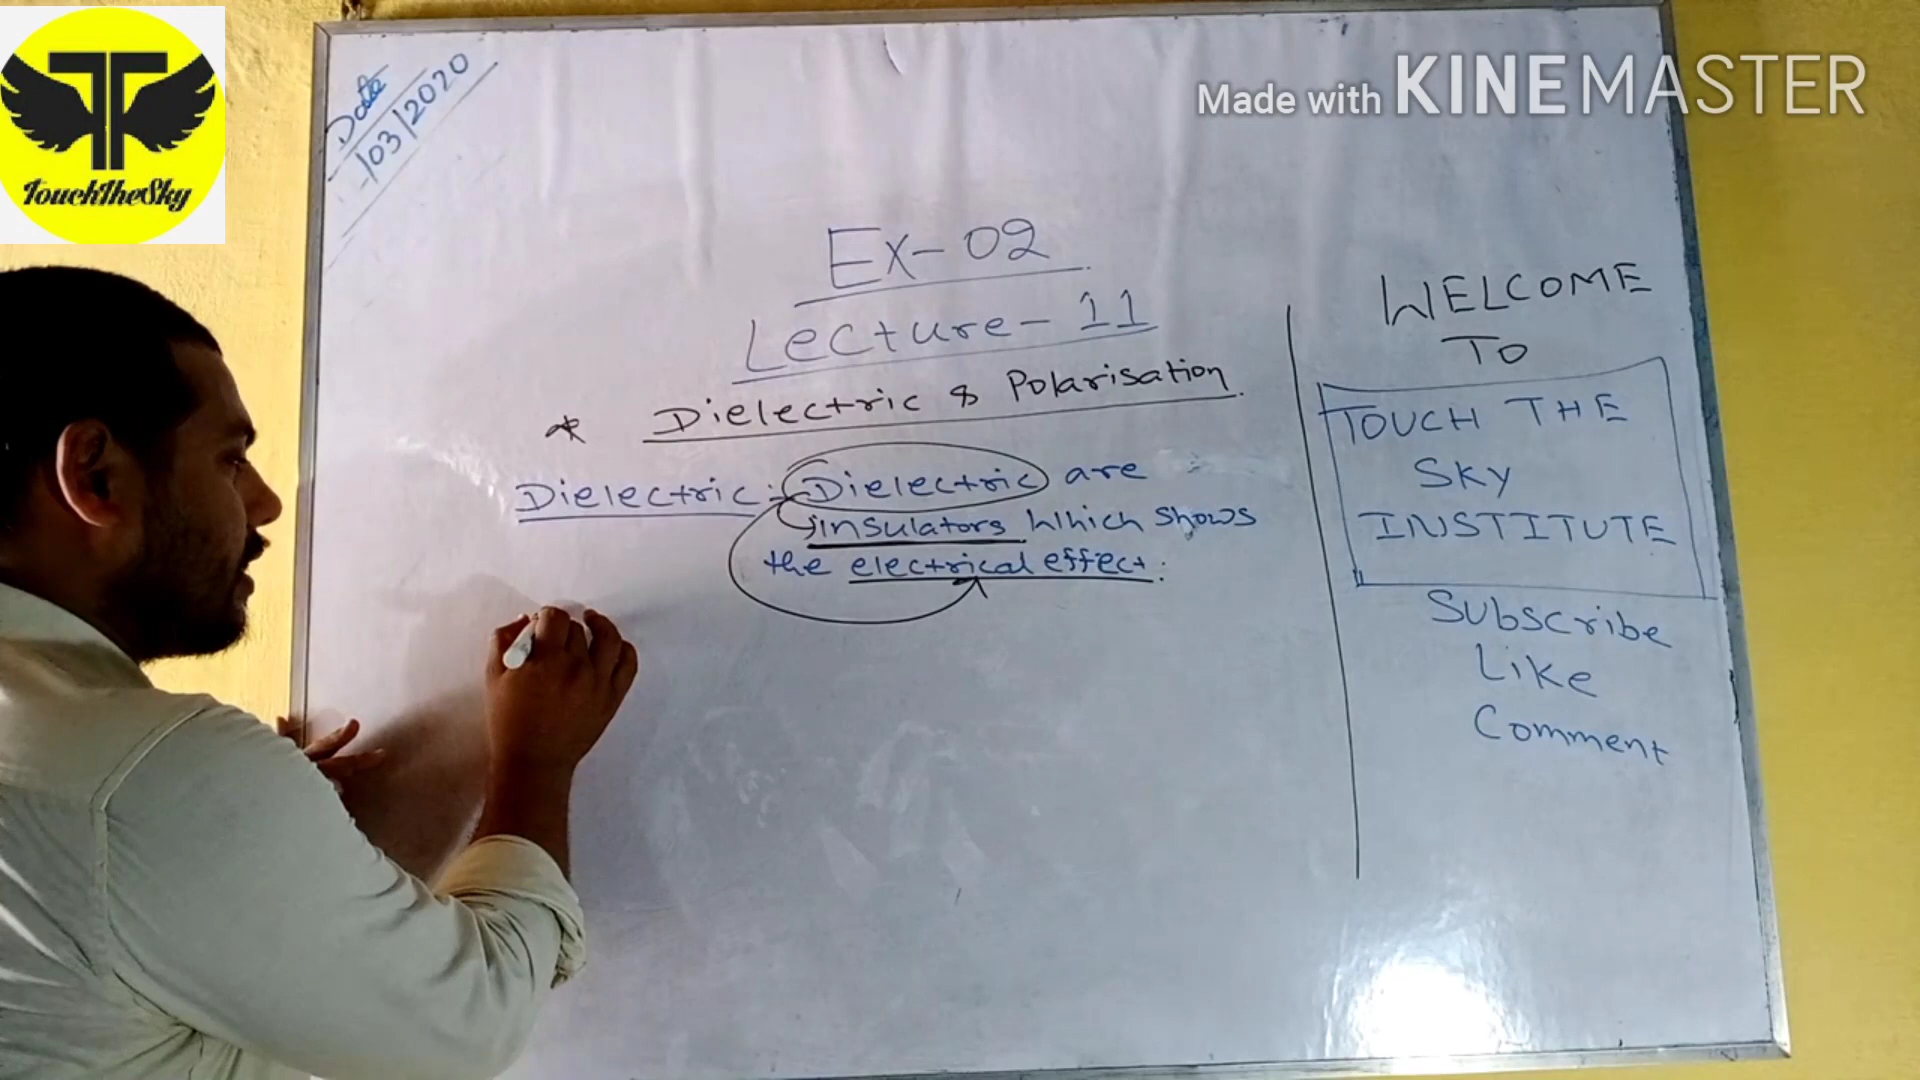 TouchTheSky
Made with KINEMASTER
Date
/03/2020
Ex-02
Lecture-11
* Dielectric & Polarisation.
Dielectric:- Dielectric are
insulators which shows
the electrical effect.
WELCOME
TO
TOUCH THE
SKY
INSTITUTE
Subscribe
Like
Comment